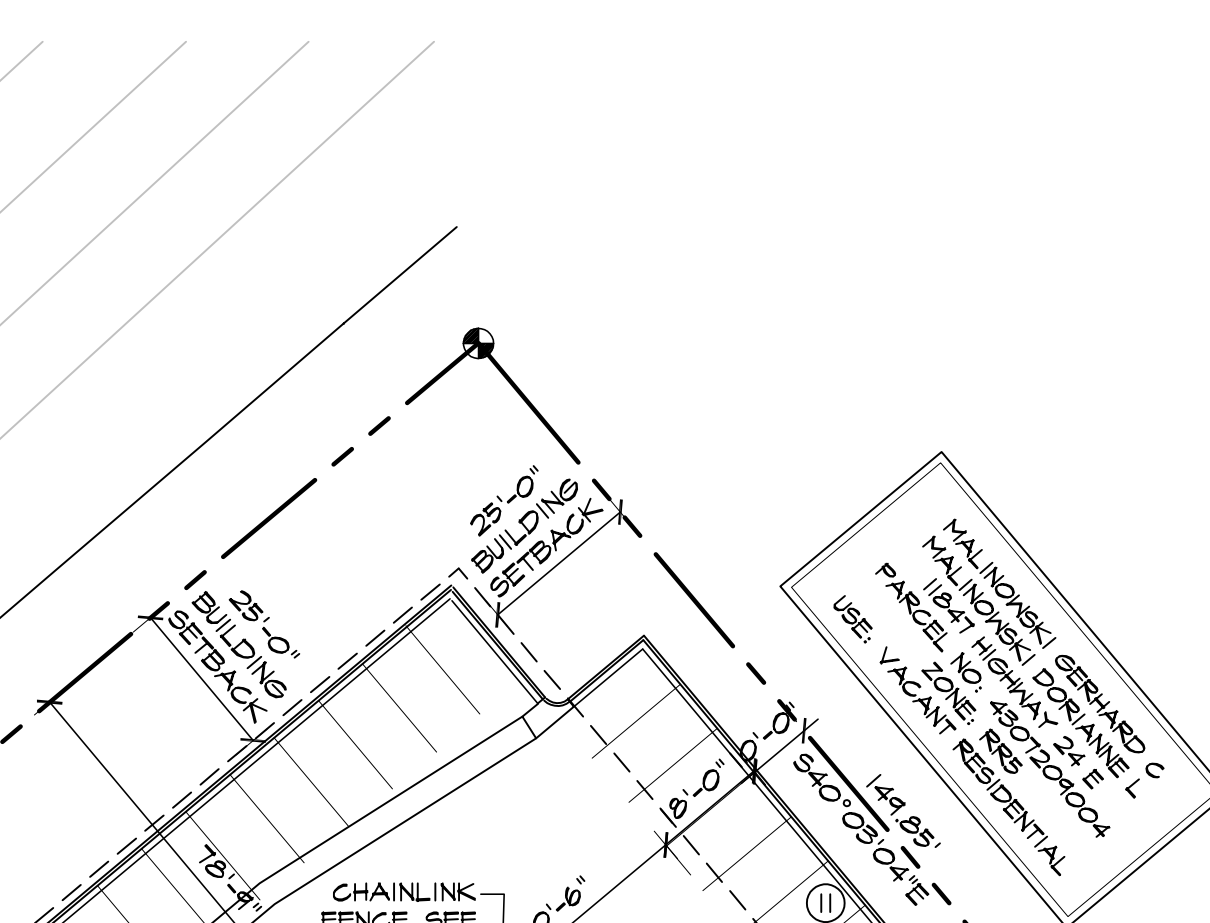 25'-0"
BUILDING
SETBACK
25'-0"
BUILDING
SETBACK
MALINOWSKI GERHARD C
MALINOWSKI DORIANNE L
11847 HIGHWAY 24 E
PARCEL NO.: 4307209004
ZONE: RR5
USE: VACANT RESIDENTIAL
0'-0"
18'-0"
149.85'
S40°03'04"E
78'-9"
0'-6"
CHAINLINK
FENCE, SEE
11